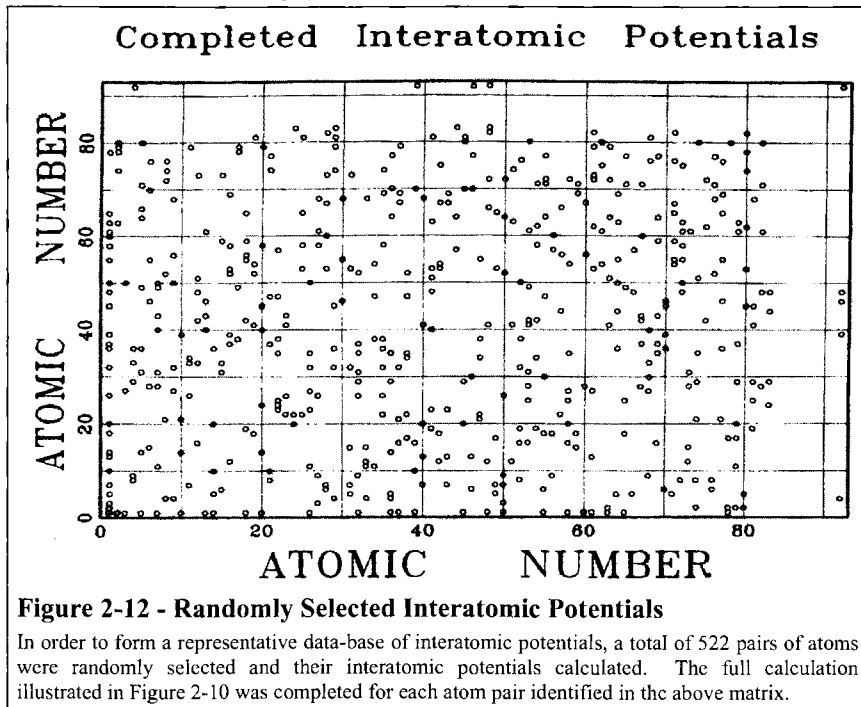 Completed Interatomic Potentials
ATOMIC NUMBER
80
60
40
20
0
0 20 40 60 80
ATOMIC NUMBER
Figure 2-12 - Randomly Selected Interatomic Potentials
In order to form a representative data-base of interatomic potentials, a total of 522 pairs of atoms
were randomly selected and their interatomic potentials calculated. The full calculation
illustrated in Figure 2-10 was completed for each atom pair identified in the above matrix.